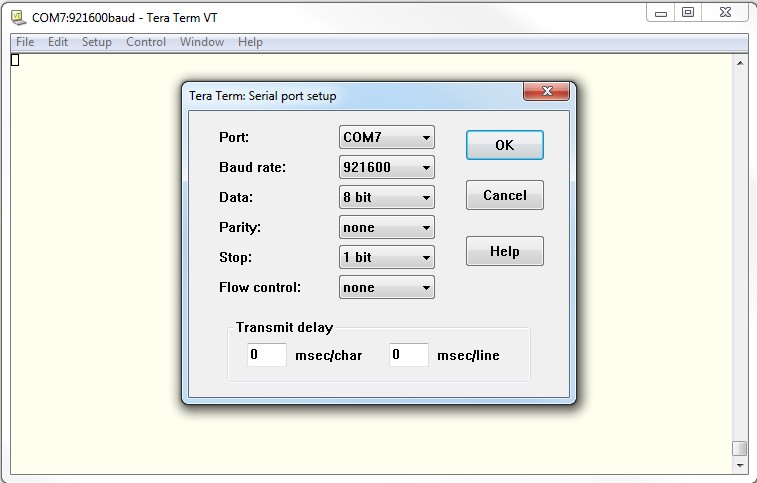 COM7:921600baud - Tera Term VT
File Edit Setup Control Window Help
Tera Term: Serial port setup
Port: COM7 OK
Baud rate: 921600
Data: 8 bit Cancel
Parity: none
Stop: 1 bit Help
Flow control: none
Transmit delay
0 msec/char 0 msec/line